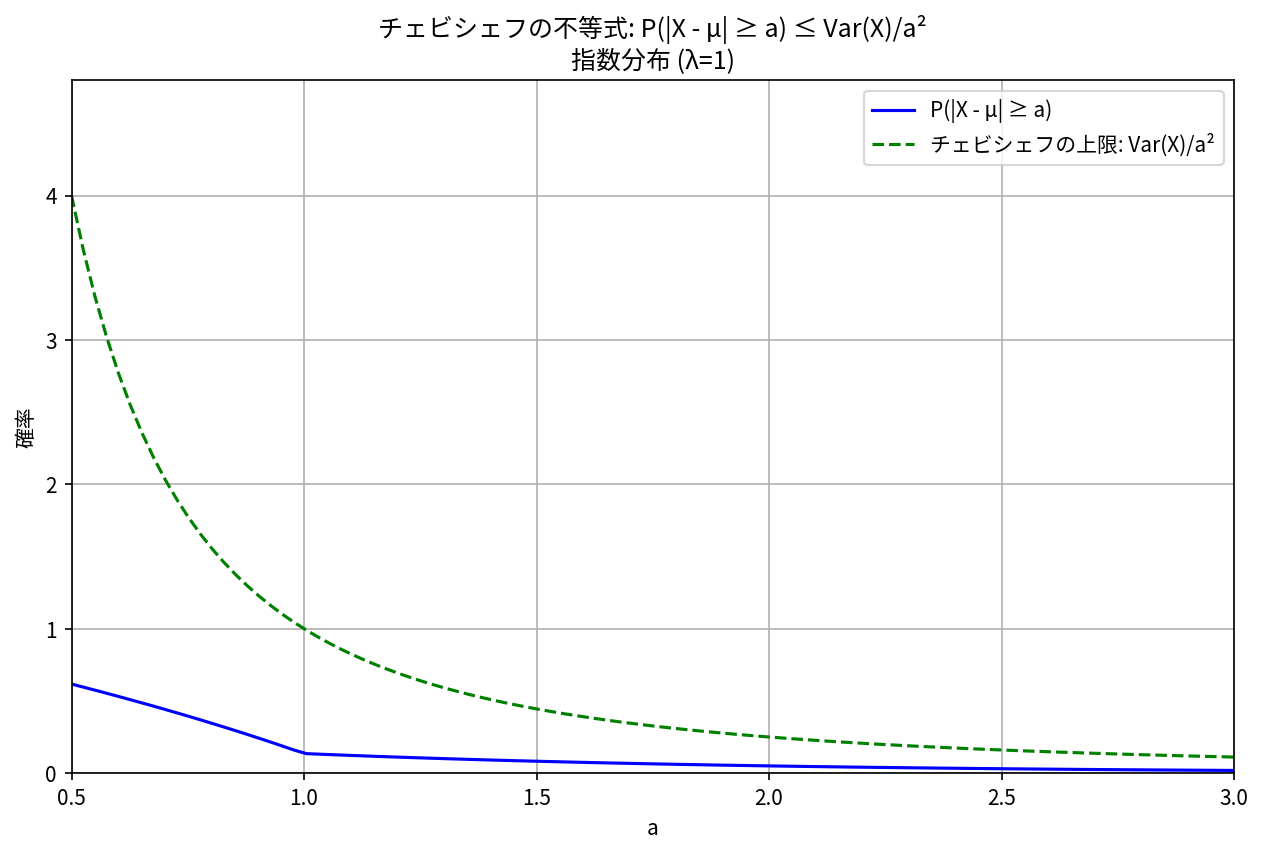 チェビシェフの不等式: P(|X - μ| ≥ a) ≤ Var(X)/a²
指数分布 (λ=1)
P(|X - μ| ≥ a)
チェビシェフの上限: Var(X)/a²
4
3
2
1
0
確率
0.5 1.0 1.5 2.0 2.5 3.0
a